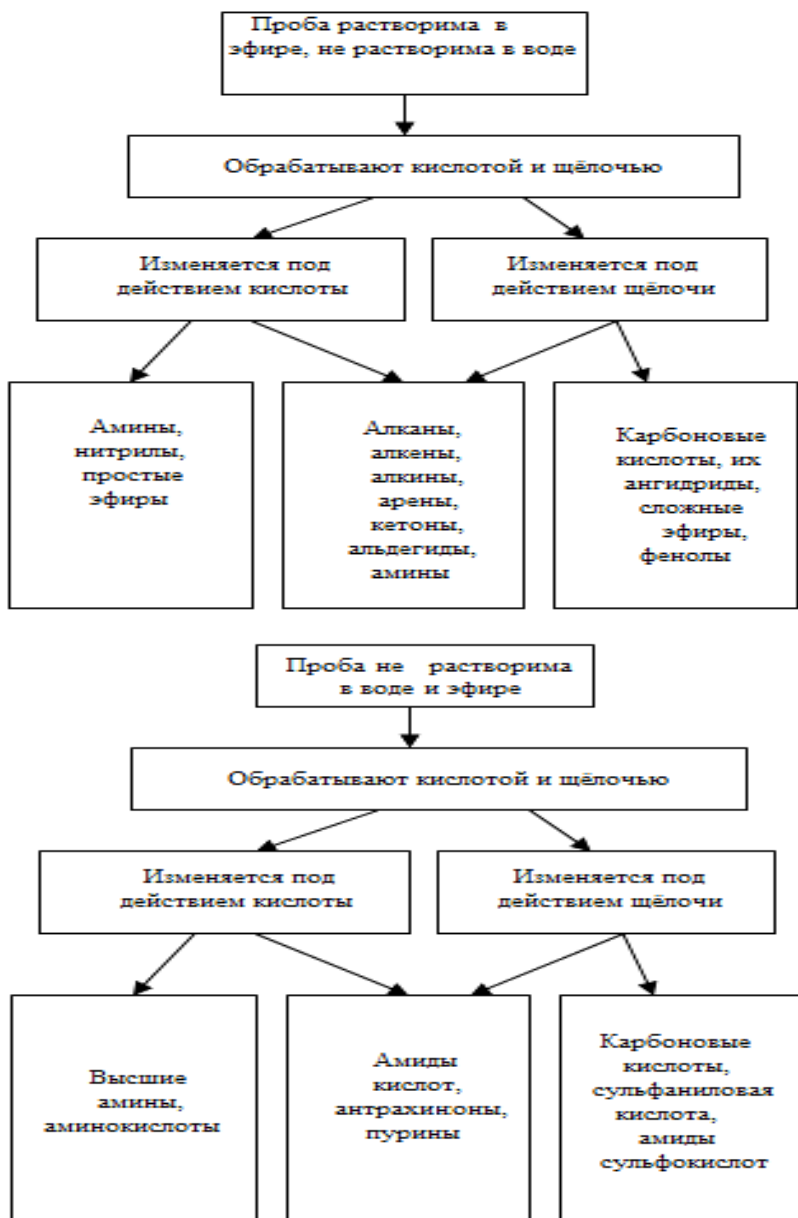 Проба растворима в
эфире, не растворима в воде
Обрабатывают кислотой и щёлочью
Изменяется под
действием кислоты
Изменяется под
действием щёлочи
Амины,
нитрилы,
простые
эфиры
Алканы,
алкены,
алкины,
арены,
кетоны,
альдегиды,
амины
Карбоновые
кислоты, их
ангидриды,
сложные
эфиры,
фенолы
Проба не растворима
в воде и эфире
Обрабатывают кислотой и щёлочью
Изменяется под
действием кислоты
Изменяется под
действием щёлочи
Высшие
амины,
аминокислоты
Амиды
кислот,
антрахиноны,
пурины
Карбоновые
кислоты,
сульфаниловая
кислота,
амиды
сульфокислот